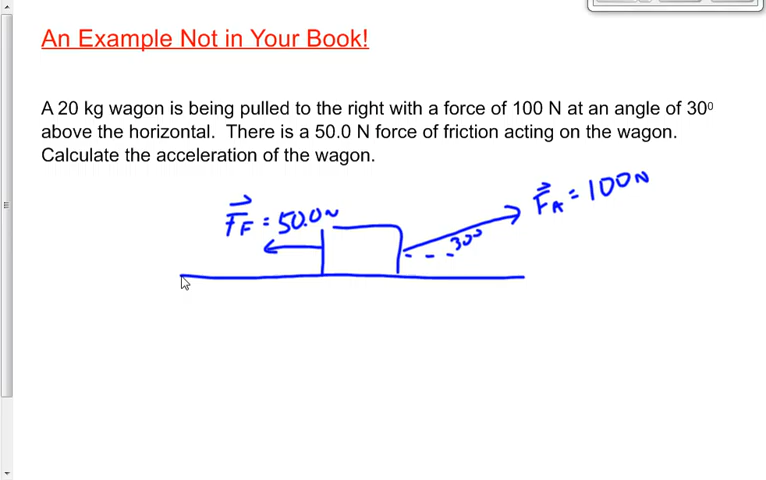 An Example Not in Your Book!
A 20 kg wagon is being pulled to the right with a force of 100 N at an angle of 30⁰
above the horizontal. There is a 50.0 N force of friction acting on the wagon.
Calculate the acceleration of the wagon.
F⃗_F = 50.0N
F⃗_A = 100N
30°